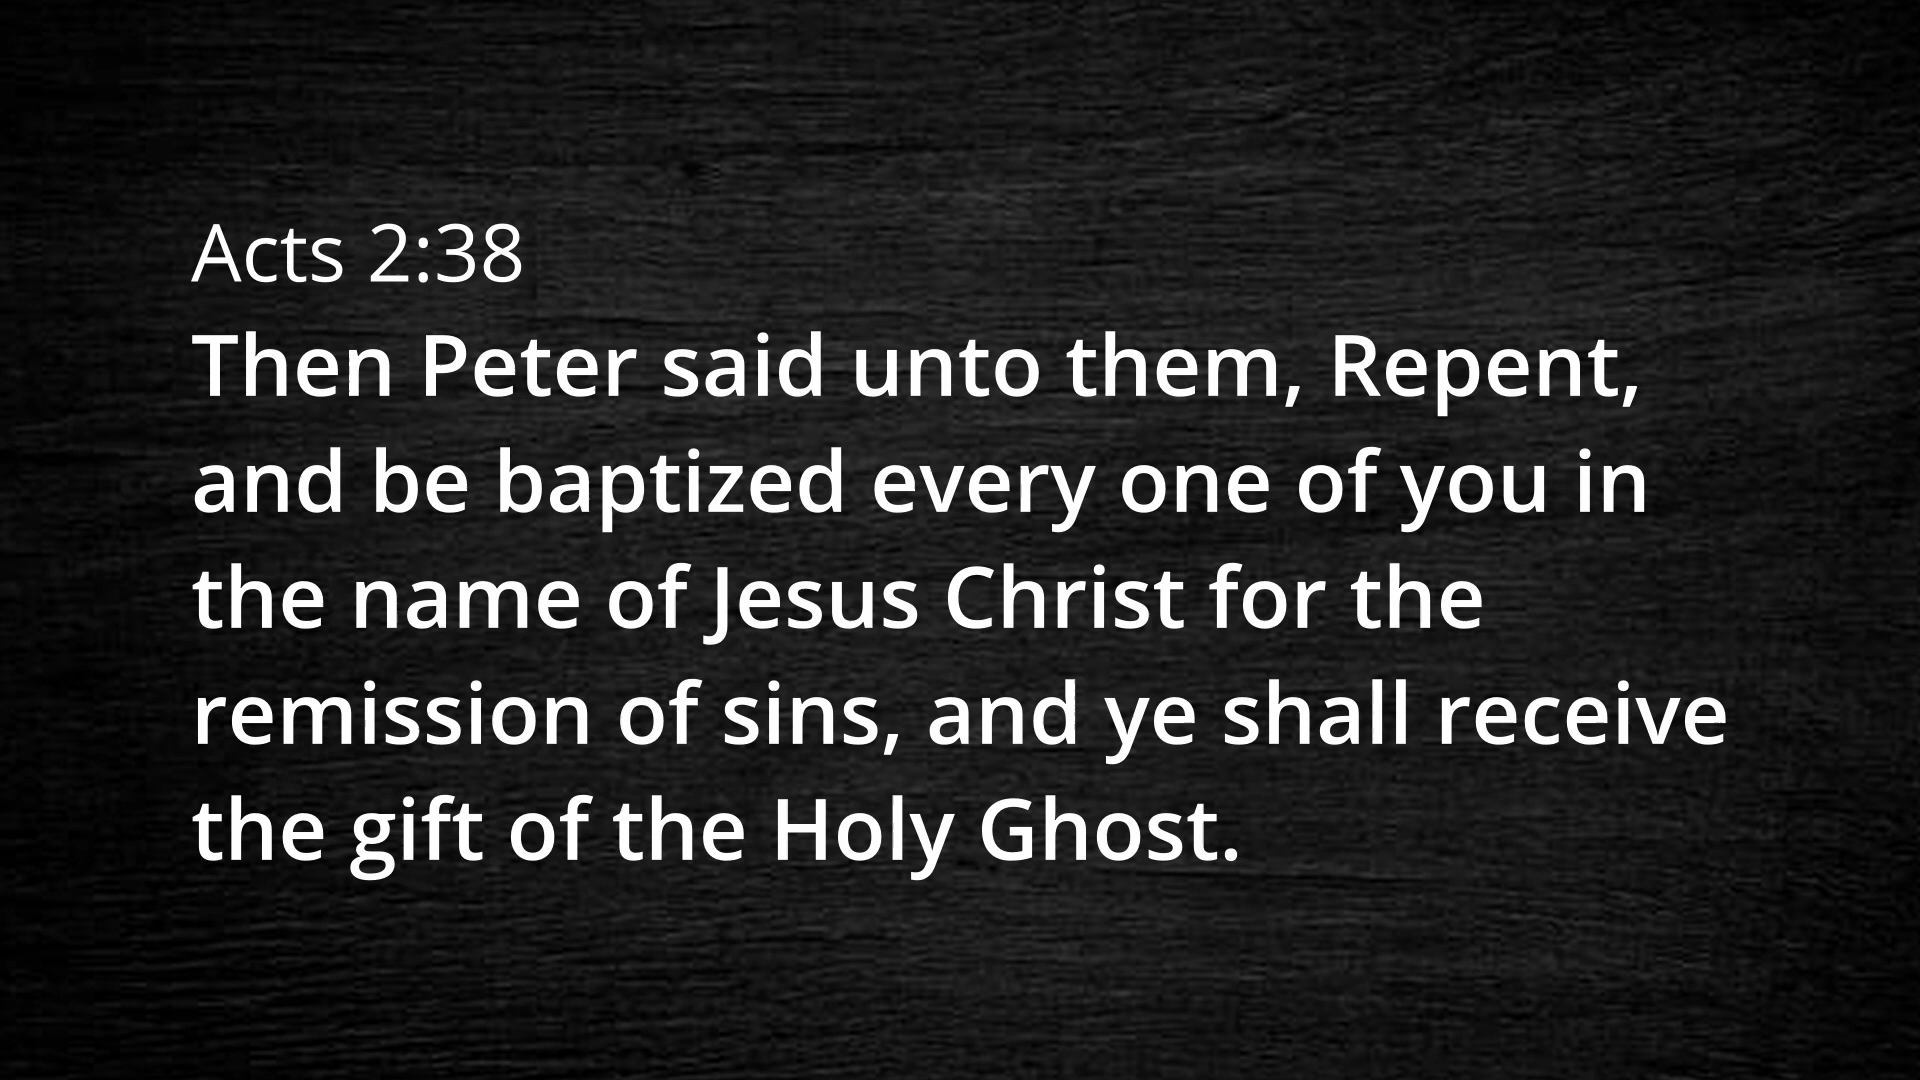 Acts 2:38
Then Peter said unto them, Repent,
and be baptized every one of you in
the name of Jesus Christ for the
remission of sins, and ye shall receive
the gift of the Holy Ghost.